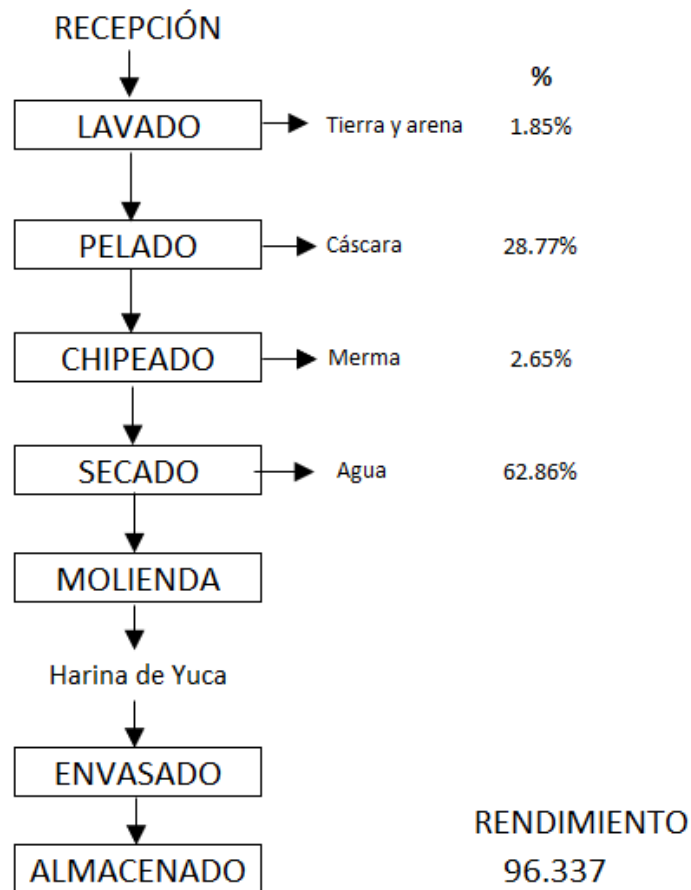 RECEPCIÓN
%
LAVADO Tierra y arena 1.85%
PELADO Cáscara 28.77%
CHIPEADO Merma 2.65%
SECADO Agua 62.86%
MOLIENDA
Harina de Yuca
ENVASADO
RENDIMIENTO
ALMACENADO 96.337